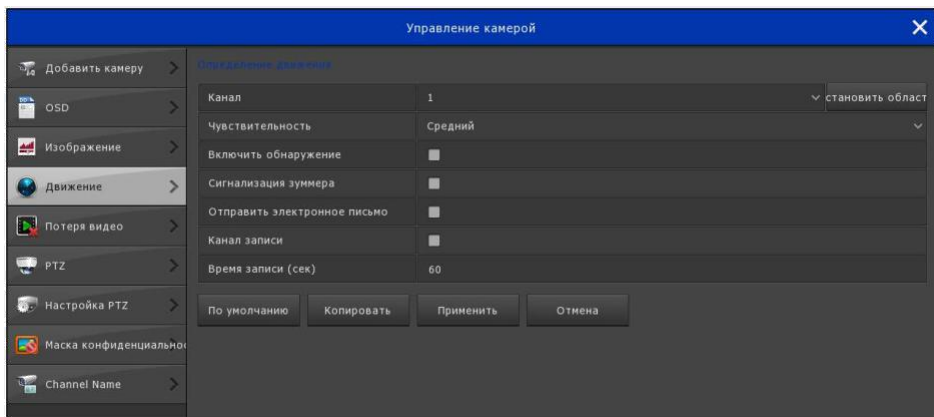 Управление камерой
Добавить камеру
OSD
Изображение
Движение
Потеря видео
PTZ
Настройка PTZ
Маска конфиденциальнос
Channel Name
Определение движения
Канал 1 становить област
Чувствительность Средний
Включить обнаружение
Сигнализация зуммера
Отправить электронное письмо
Канал записи
Время записи (сек) 60
По умолчанию Копировать Применить Отмена